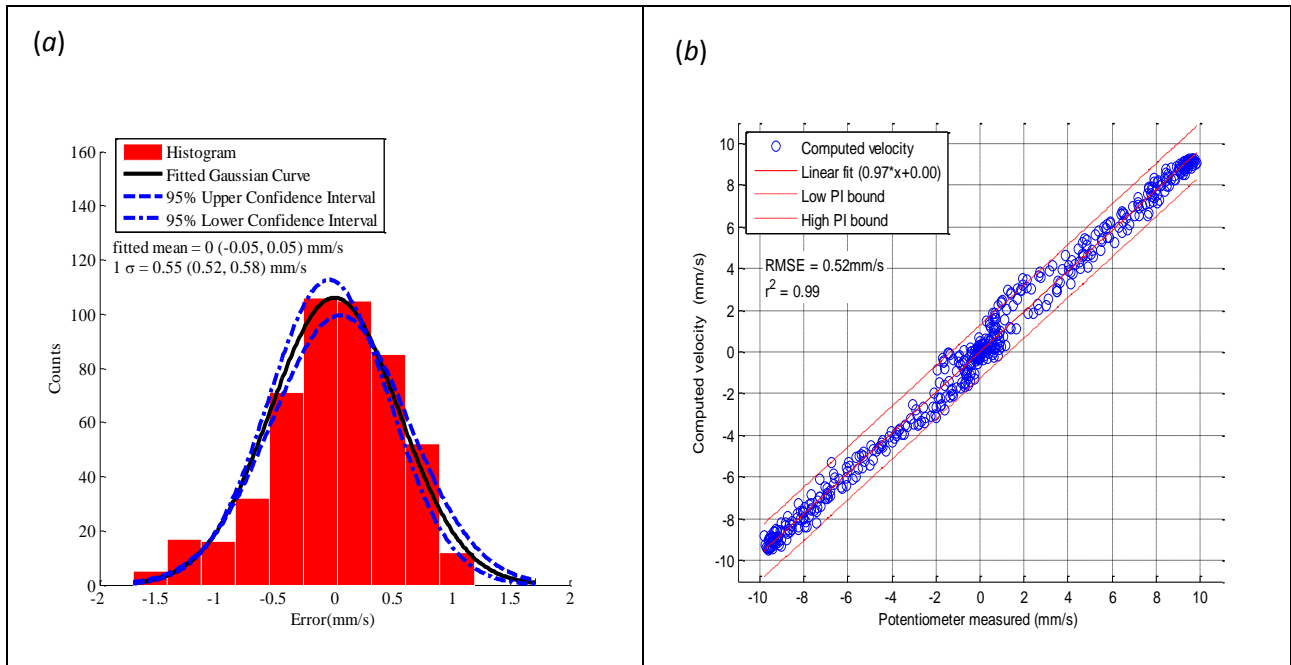 (a)
Histogram
Fitted Gaussian Curve
95% Upper Confidence Interval
95% Lower Confidence Interval
fitted mean = 0 (-0.05, 0.05) mm/s
1 σ = 0.55 (0.52, 0.58) mm/s
160
140
120
100
80
60
40
20
0
Counts
-2 -1.5 -1 -0.5 0 0.5 1 1.5 2
Error(mm/s)
(b)
Computed velocity
Linear fit (0.97*x+0.00)
Low PI bound
High PI bound
RMSE = 0.52mm/s
r² = 0.99
10
8
6
4
2
0
-2
-4
-6
-8
-10
Computed velocity (mm/s)
-10 -8 -6 -4 -2 0 2 4 6 8 10
Potentiometer measured (mm/s)